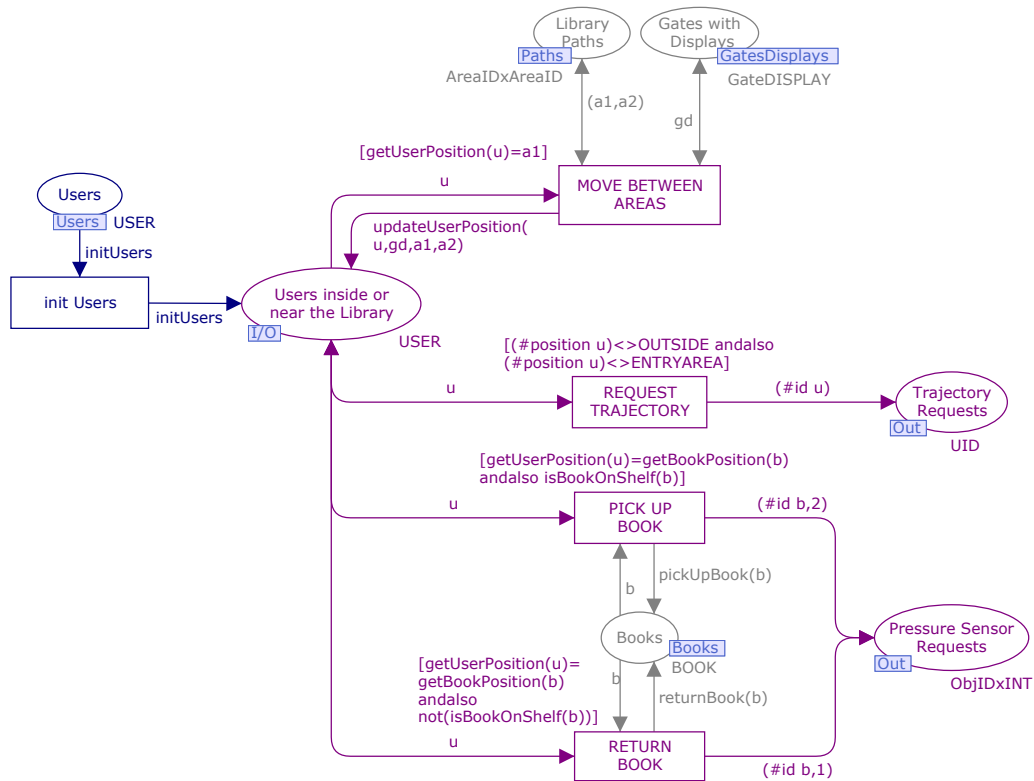 Library
Paths
Paths
AreaIDxAreaID
Gates with
Displays
GatesDisplays
GateDISPLAY
(a1,a2)
gd
[getUserPosition(u)=a1]
u
MOVE BETWEEN
AREAS
updateUserPosition(
u,gd,a1,a2)
Users
Users
USER
initUsers
init Users
initUsers
Users inside or
near the Library
I/O
USER
[(#position u)<>OUTSIDE andalso
(#position u)<>ENTRYAREA]
u
REQUEST
TRAJECTORY
(#id u)
Trajectory
Requests
Out
UID
[getUserPosition(u)=getBookPosition(b)
andalso isBookOnShelf(b)]
u
PICK UP
BOOK
(#id b,2)
b
pickUpBook(b)
Books
Books
BOOK
Pressure Sensor
Requests
Out
ObjIDxINT
[getUserPosition(u)=
getBookPosition(b)
andalso
not(isBookOnShelf(b))]
b
returnBook(b)
u
RETURN
BOOK
(#id b,1)